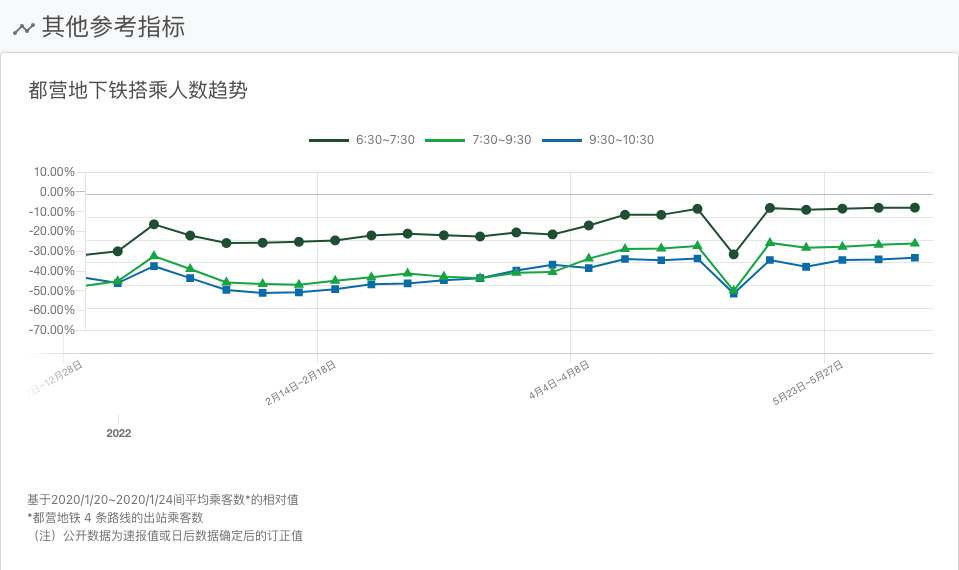 其他参考指标
都营地下铁搭乘人数趋势
6:30~7:30 7:30~9:30 9:30~10:30
10.00%
0.00%
-10.00%
-20.00%
-30.00%
-40.00%
-50.00%
-60.00%
-70.00%
日~12月28日 2月14日~2月18日 4月4日~4月8日 5月23日~5月27日
2022
基于2020/1/20~2020/1/24间平均乘客数*的相对值
*都营地铁 4 条路线的出站乘客数
（注）公开数据为速报值或日后数据确定后的订正值